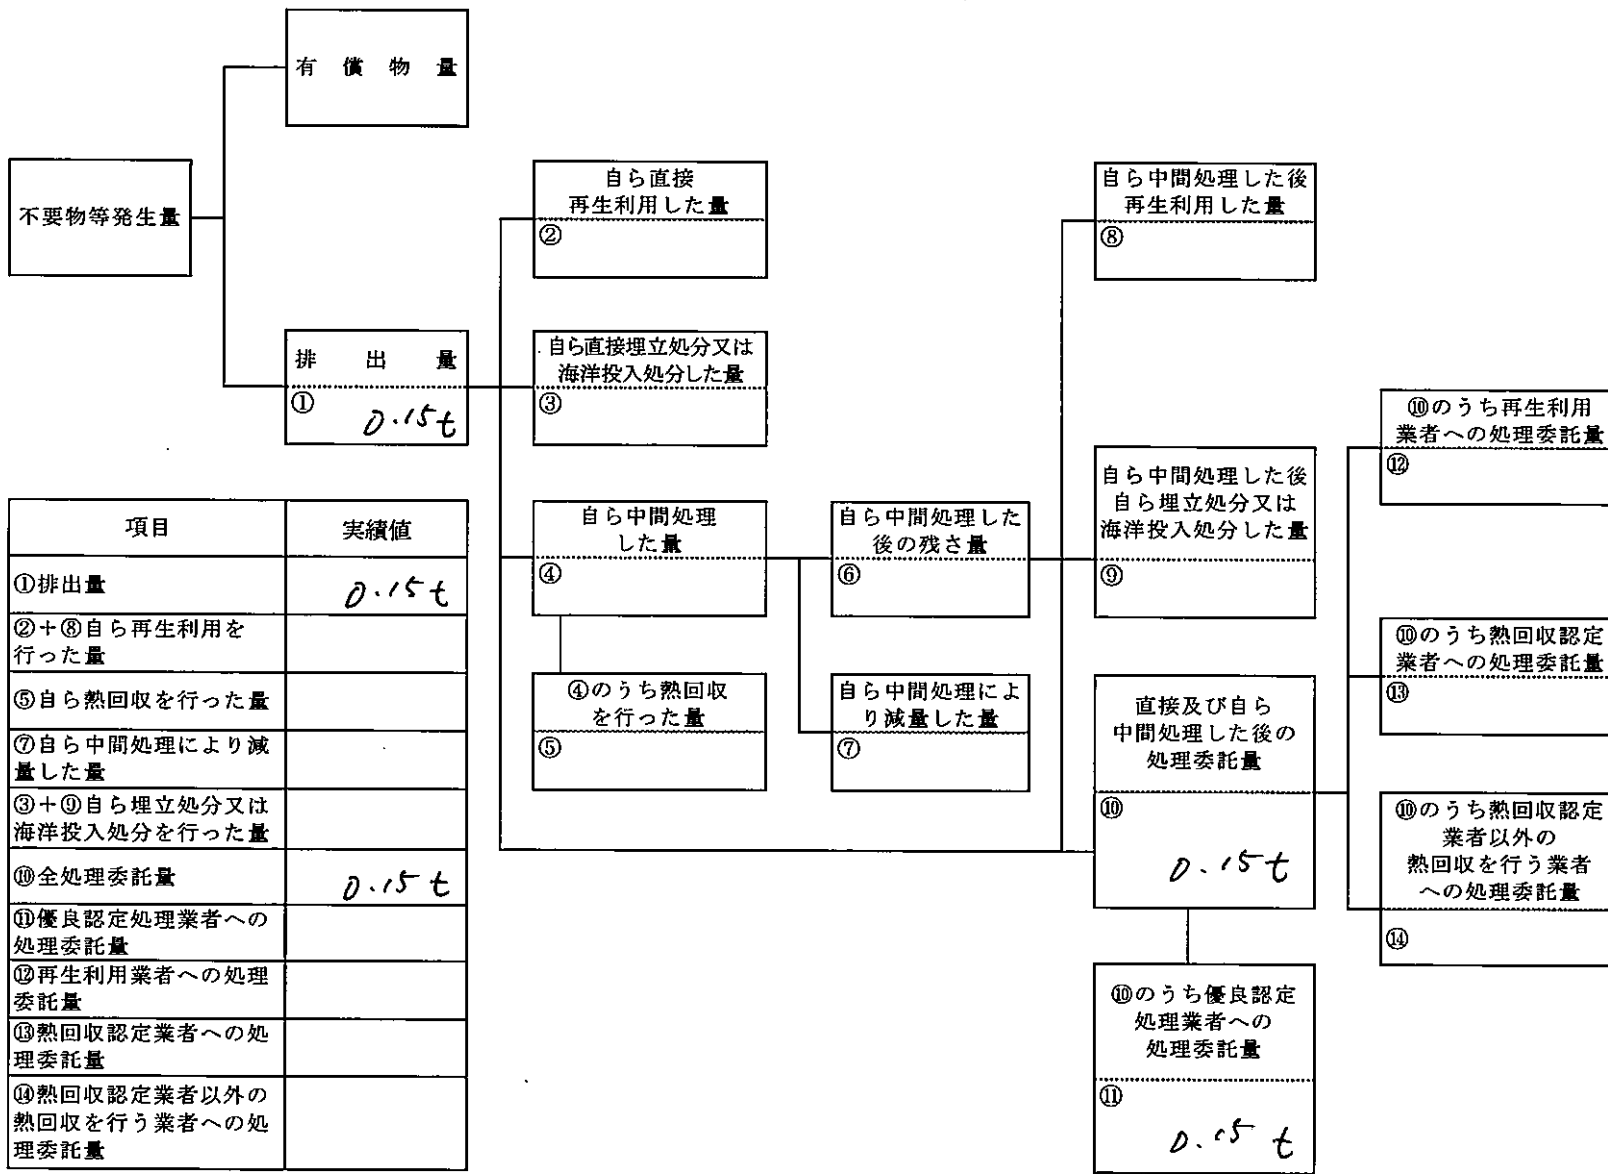 有償物量
不要物等発生量
排出量
①
0.15t
自ら直接
再生利用した量
②
自ら直接埋立処分又は
海洋投入処分した量
③
自ら中間処理
した量
④
④のうち熱回収
を行った量
⑤
自ら中間処理した
後の残さ量
⑥
自ら中間処理によ
り減量した量
⑦
自ら中間処理した後
再生利用した量
⑧
自ら中間処理した後
自ら埋立処分又は
海洋投入処分した量
⑨
直接及び自ら
中間処理した後の
処理委託量
⑩
0.15t
⑩のうち優良認定
処理業者への
処理委託量
⑪
0.15 t
⑩のうち再生利用
業者への処理委託量
⑫
⑩のうち熱回収認定
業者への処理委託量
⑬
⑩のうち熱回収認定
業者以外の
熱回収を行う業者
への処理委託量
⑭
項目 実績値
①排出量 0.15t
②+⑧自ら再生利用を
行った量
⑤自ら熱回収を行った量
⑦自ら中間処理により減
量した量
③+⑨自ら埋立処分又は
海洋投入処分を行った量
⑩全処理委託量 0.15 t
⑪優良認定処理業者への
処理委託量
⑫再生利用業者への処理
委託量
⑬熱回収認定業者への処
理委託量
⑭熱回収認定業者以外の
熱回収を行う業者への処
理委託量